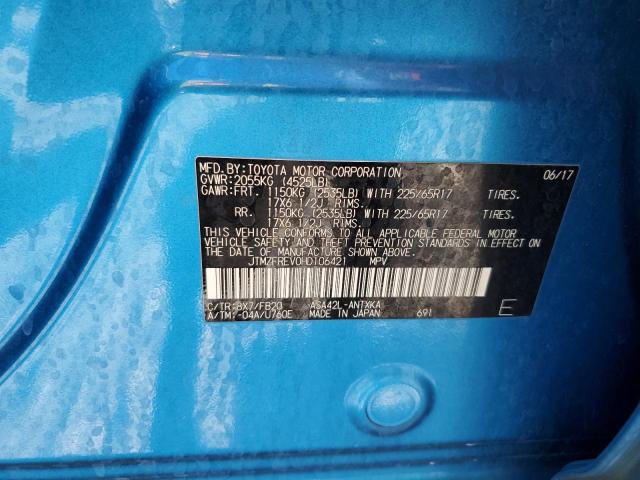 MFD. BY: TOYOTA MOTOR CORPORATION 06/17
GVWR: 2055KG (4525LB)
GAWR: FRT. 1150KG (2535LB) WITH 225/65R17 TIRES.
17X6 1/2J RIMS.
RR. 1150KG (2535LB) WITH 225/65R17 TIRES.
17X6 1/2J RIMS.
THIS VEHICLE CONFORMS TO ALL APPLICABLE FEDERAL MOTOR
VEHICLE SAFETY AND THEFT PREVENTION STANDARDS IN EFFECT ON
THE DATE OF MANUFACTURE SHOWN ABOVE.
JTMZFREV0HD106421 MPV
C/TR: 8X7/FB20 ASA42L-ANTXKA
A/TM: -04A/U760E MADE IN JAPAN 691 E